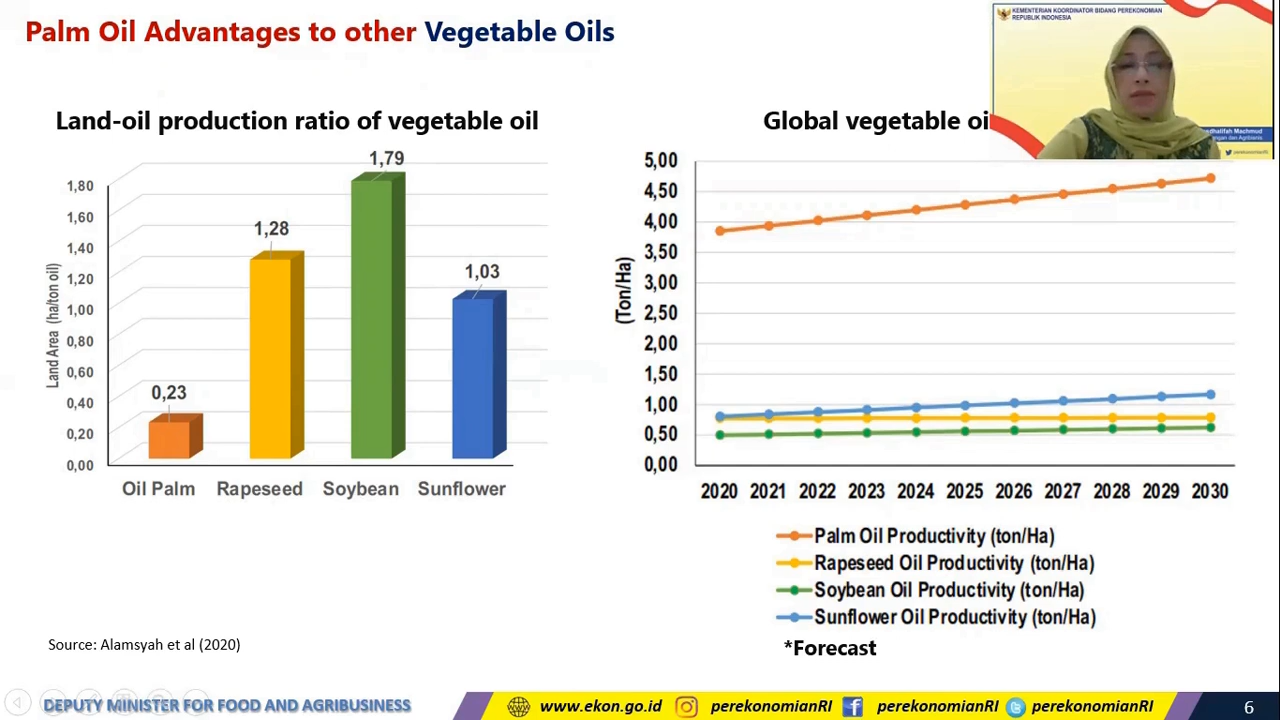 Palm Oil Advantages to other Vegetable Oils
KEMENTERIAN KOORDINATOR BIDANG PEREKONOMIAN
REPUBLIK INDONESIA
Machmud
perekonomianRI
Land-oil production ratio of vegetable oil
Land Area (ha/ton oil)
1,80
1,60
1,40
1,20
1,00
0,80
0,60
0,40
0,20
0,00
0,23
1,28
1,79
1,03
Oil Palm Rapeseed Soybean Sunflower
Source: Alamsyah et al (2020)
Global vegetable oi
(Ton/Ha)
5,00
4,50
4,00
3,50
3,00
2,50
2,00
1,50
1,00
0,50
0,00
2020 2021 2022 2023 2024 2025 2026 2027 2028 2029 2030
Palm Oil Productivity (ton/Ha)
Rapeseed Oil Productivity (ton/Ha)
Soybean Oil Productivity (ton/Ha)
Sunflower Oil Productivity (ton/Ha)
*Forecast
DEPUTY MINISTER FOR FOOD AND AGRIBUSINESS
www.ekon.go.id perekonomianRI perekonomianRI perekonomianRI
6